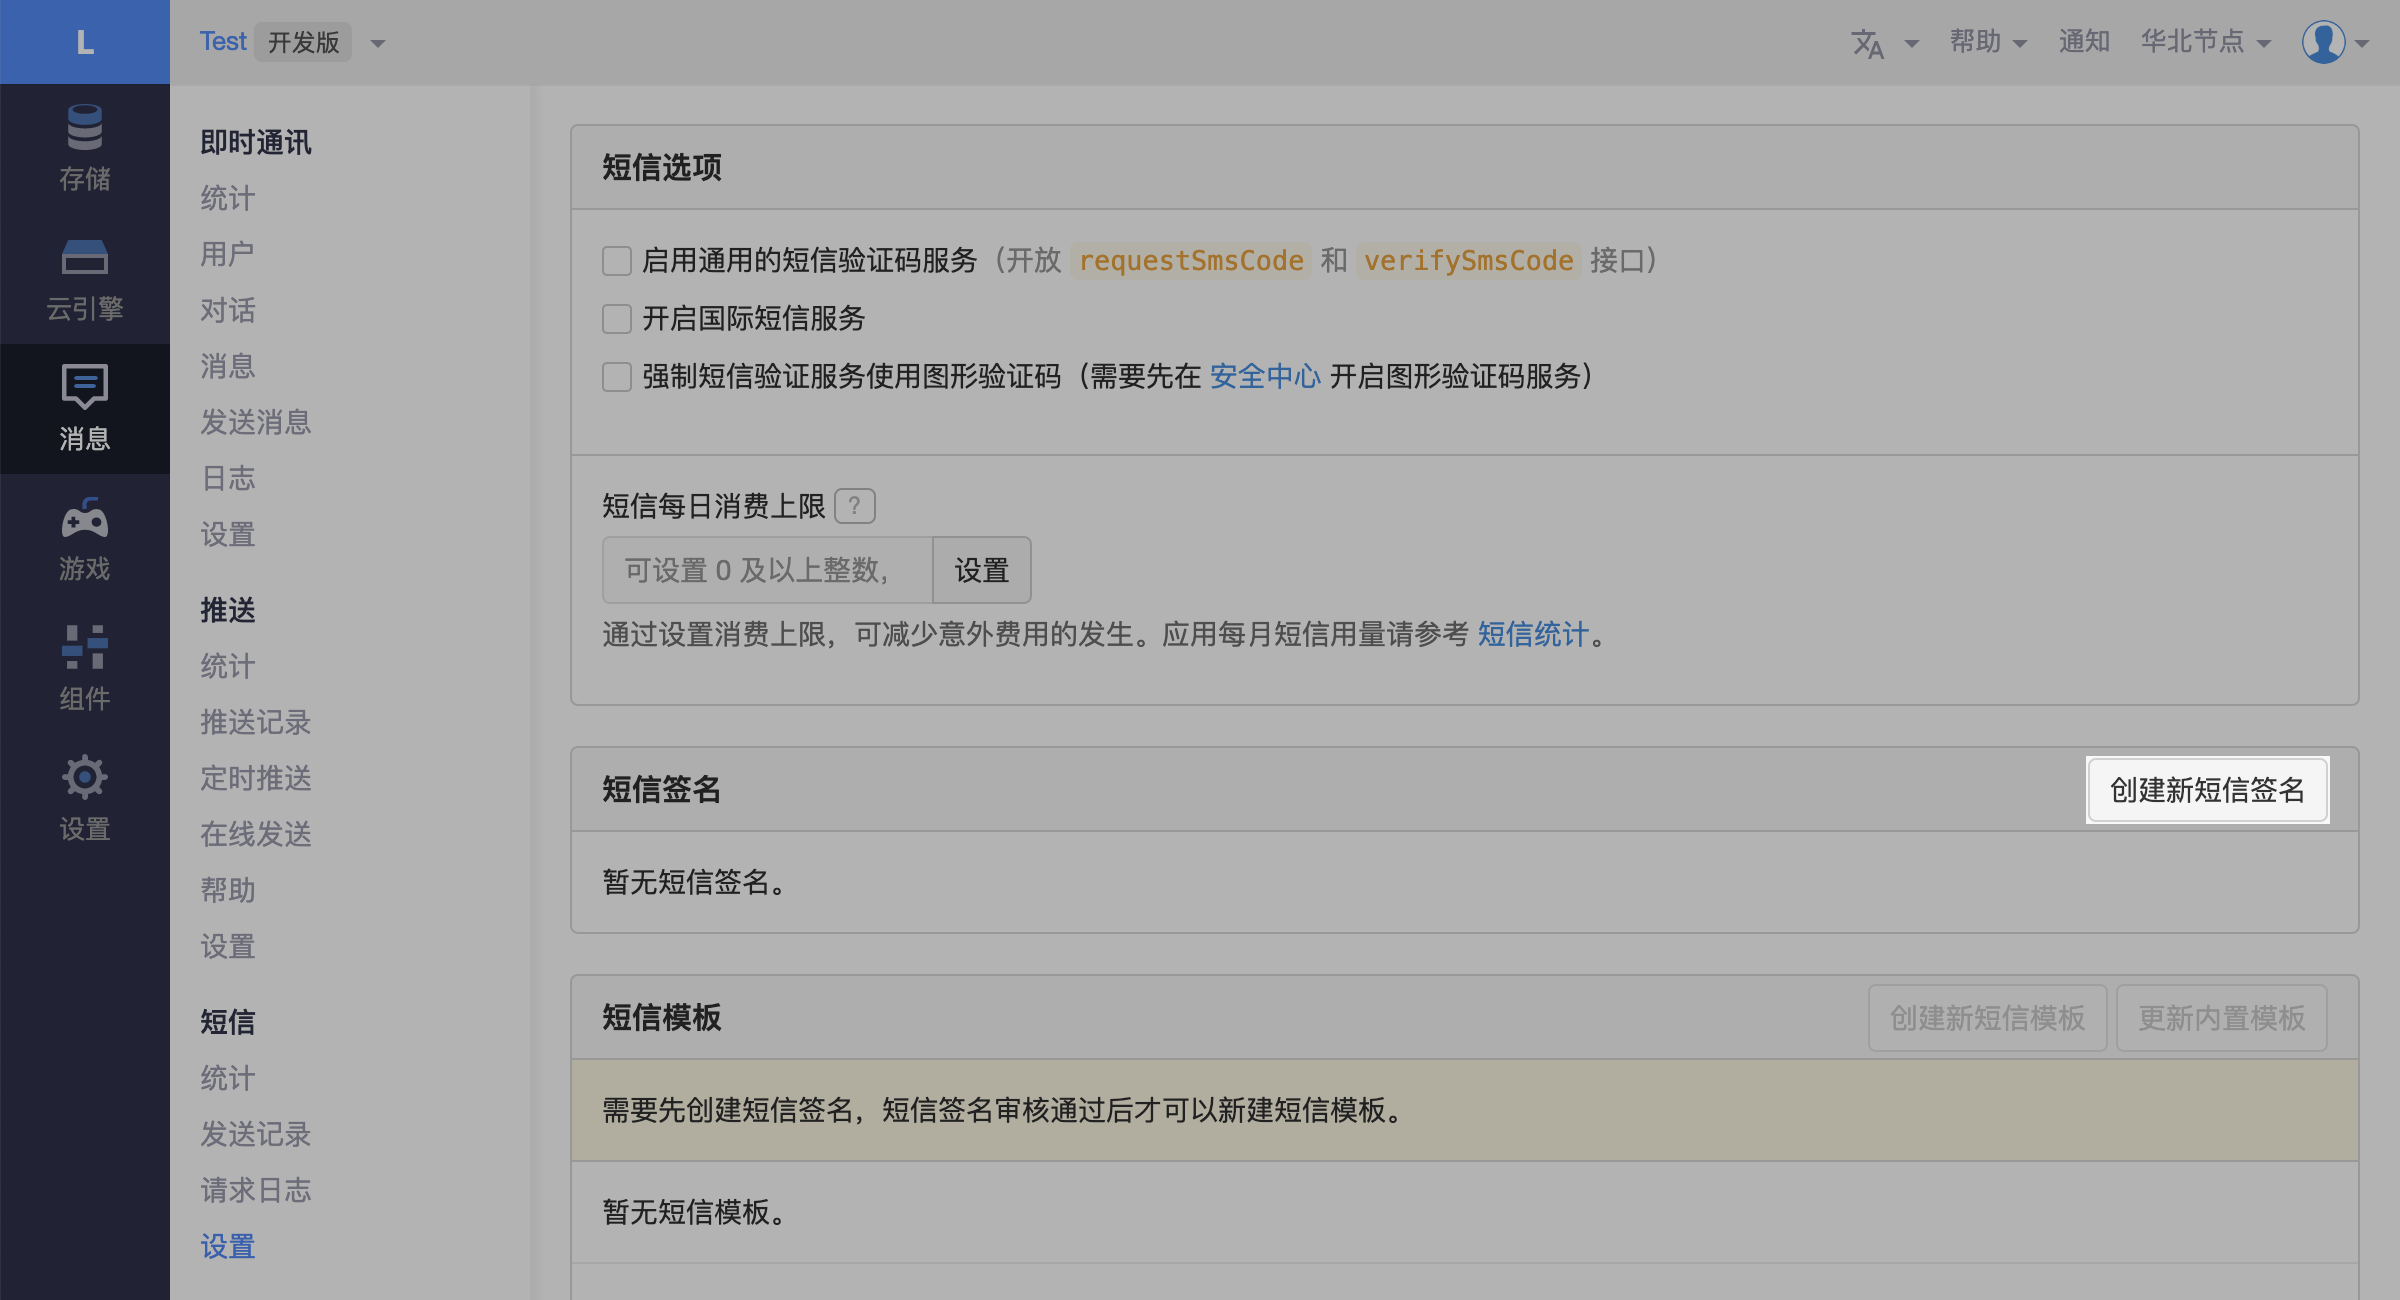 L
Test 开发版
帮助 通知 华北节点
存储
云引擎
消息
游戏
组件
设置
即时通讯
统计
用户
对话
消息
发送消息
日志
设置
推送
统计
推送记录
定时推送
在线发送
帮助
设置
短信
统计
发送记录
请求日志
设置
短信选项
启用通用的短信验证码服务（开放 requestSmsCode 和 verifySmsCode 接口）
开启国际短信服务
强制短信验证服务使用图形验证码（需要先在 安全中心 开启图形验证码服务）
短信每日消费上限 ?
可设置 0 及以上整数， 设置
通过设置消费上限，可减少意外费用的发生。应用每月短信用量请参考 短信统计。
短信签名 创建新短信签名
暂无短信签名。
短信模板 创建新短信模板 更新内置模板
需要先创建短信签名，短信签名审核通过后才可以新建短信模板。
暂无短信模板。